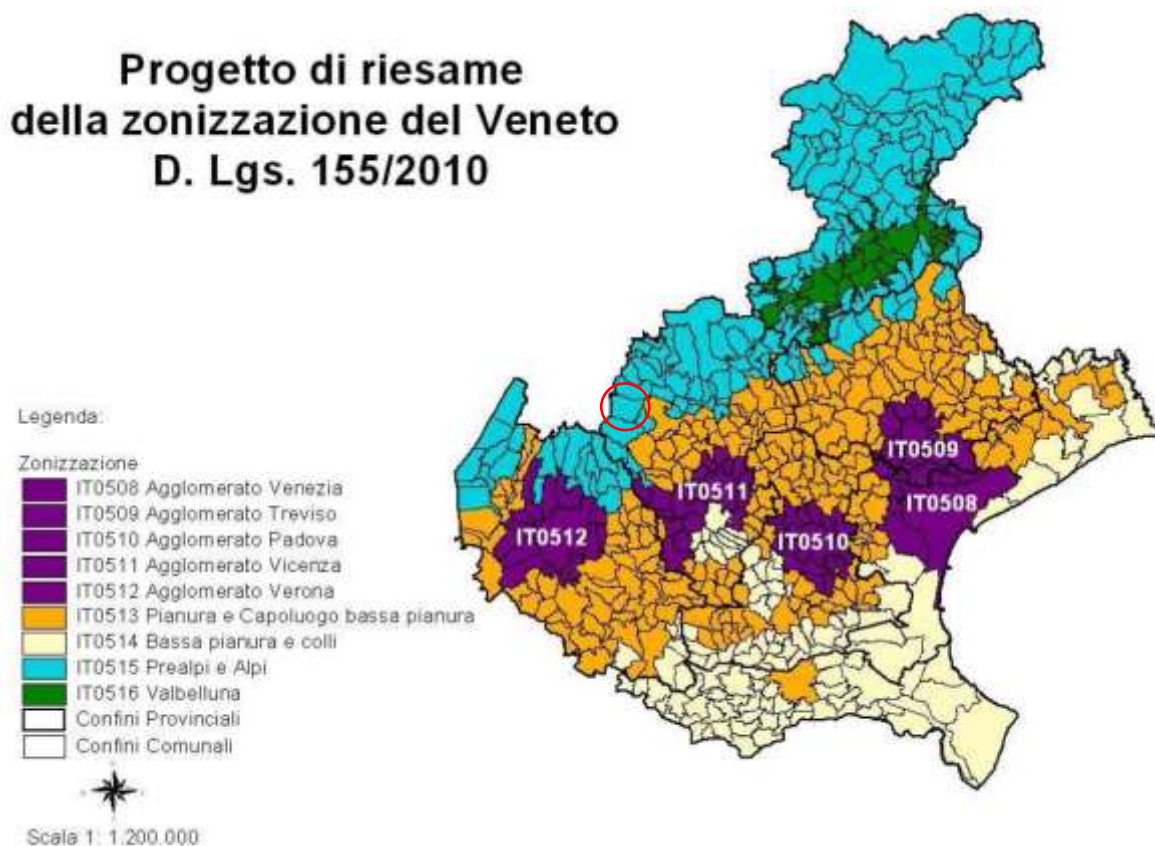 Progetto di riesame
della zonizzazione del Veneto
D. Lgs. 155/2010
IT0509
IT0511
IT0508
IT0512
IT0510
Legenda:
Zonizzazione
IT0508 Agglomerato Venezia
IT0509 Agglomerato Treviso
IT0510 Agglomerato Padova
IT0511 Agglomerato Vicenza
IT0512 Agglomerato Verona
IT0513 Pianura e Capoluogo bassa pianura
IT0514 Bassa pianura e colli
IT0515 Prealpi e Alpi
IT0516 Valbelluna
Confini Provinciali
Confini Comunali
Scala 1: 1.200.000